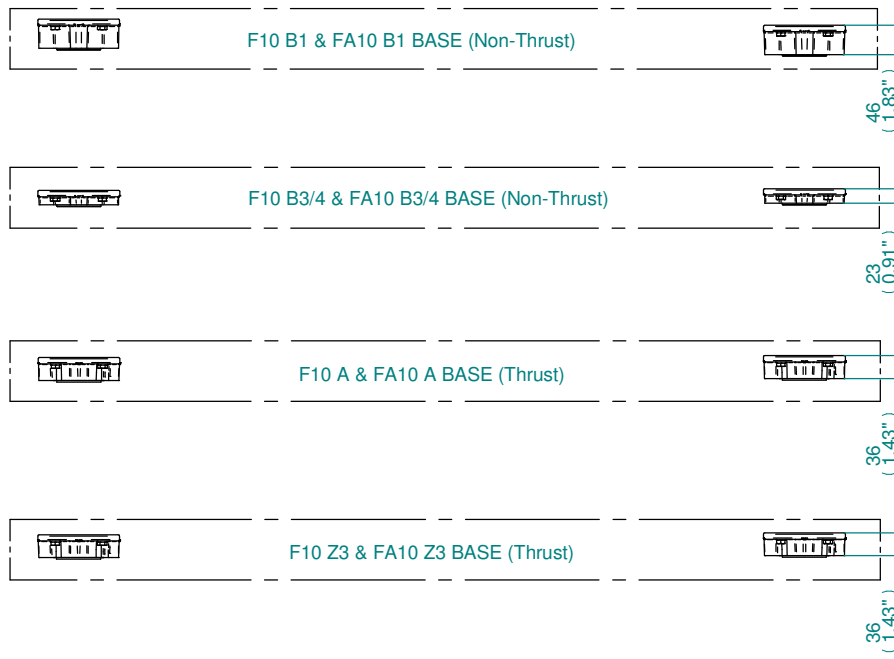 F10 B1 & FA10 B1 BASE (Non-Thrust)
46
( 1.83" )
F10 B3/4 & FA10 B3/4 BASE (Non-Thrust)
23
( 0.91" )
F10 A & FA10 A BASE (Thrust)
36
( 1.43" )
F10 Z3 & FA10 Z3 BASE (Thrust)
36
( 1.43" )